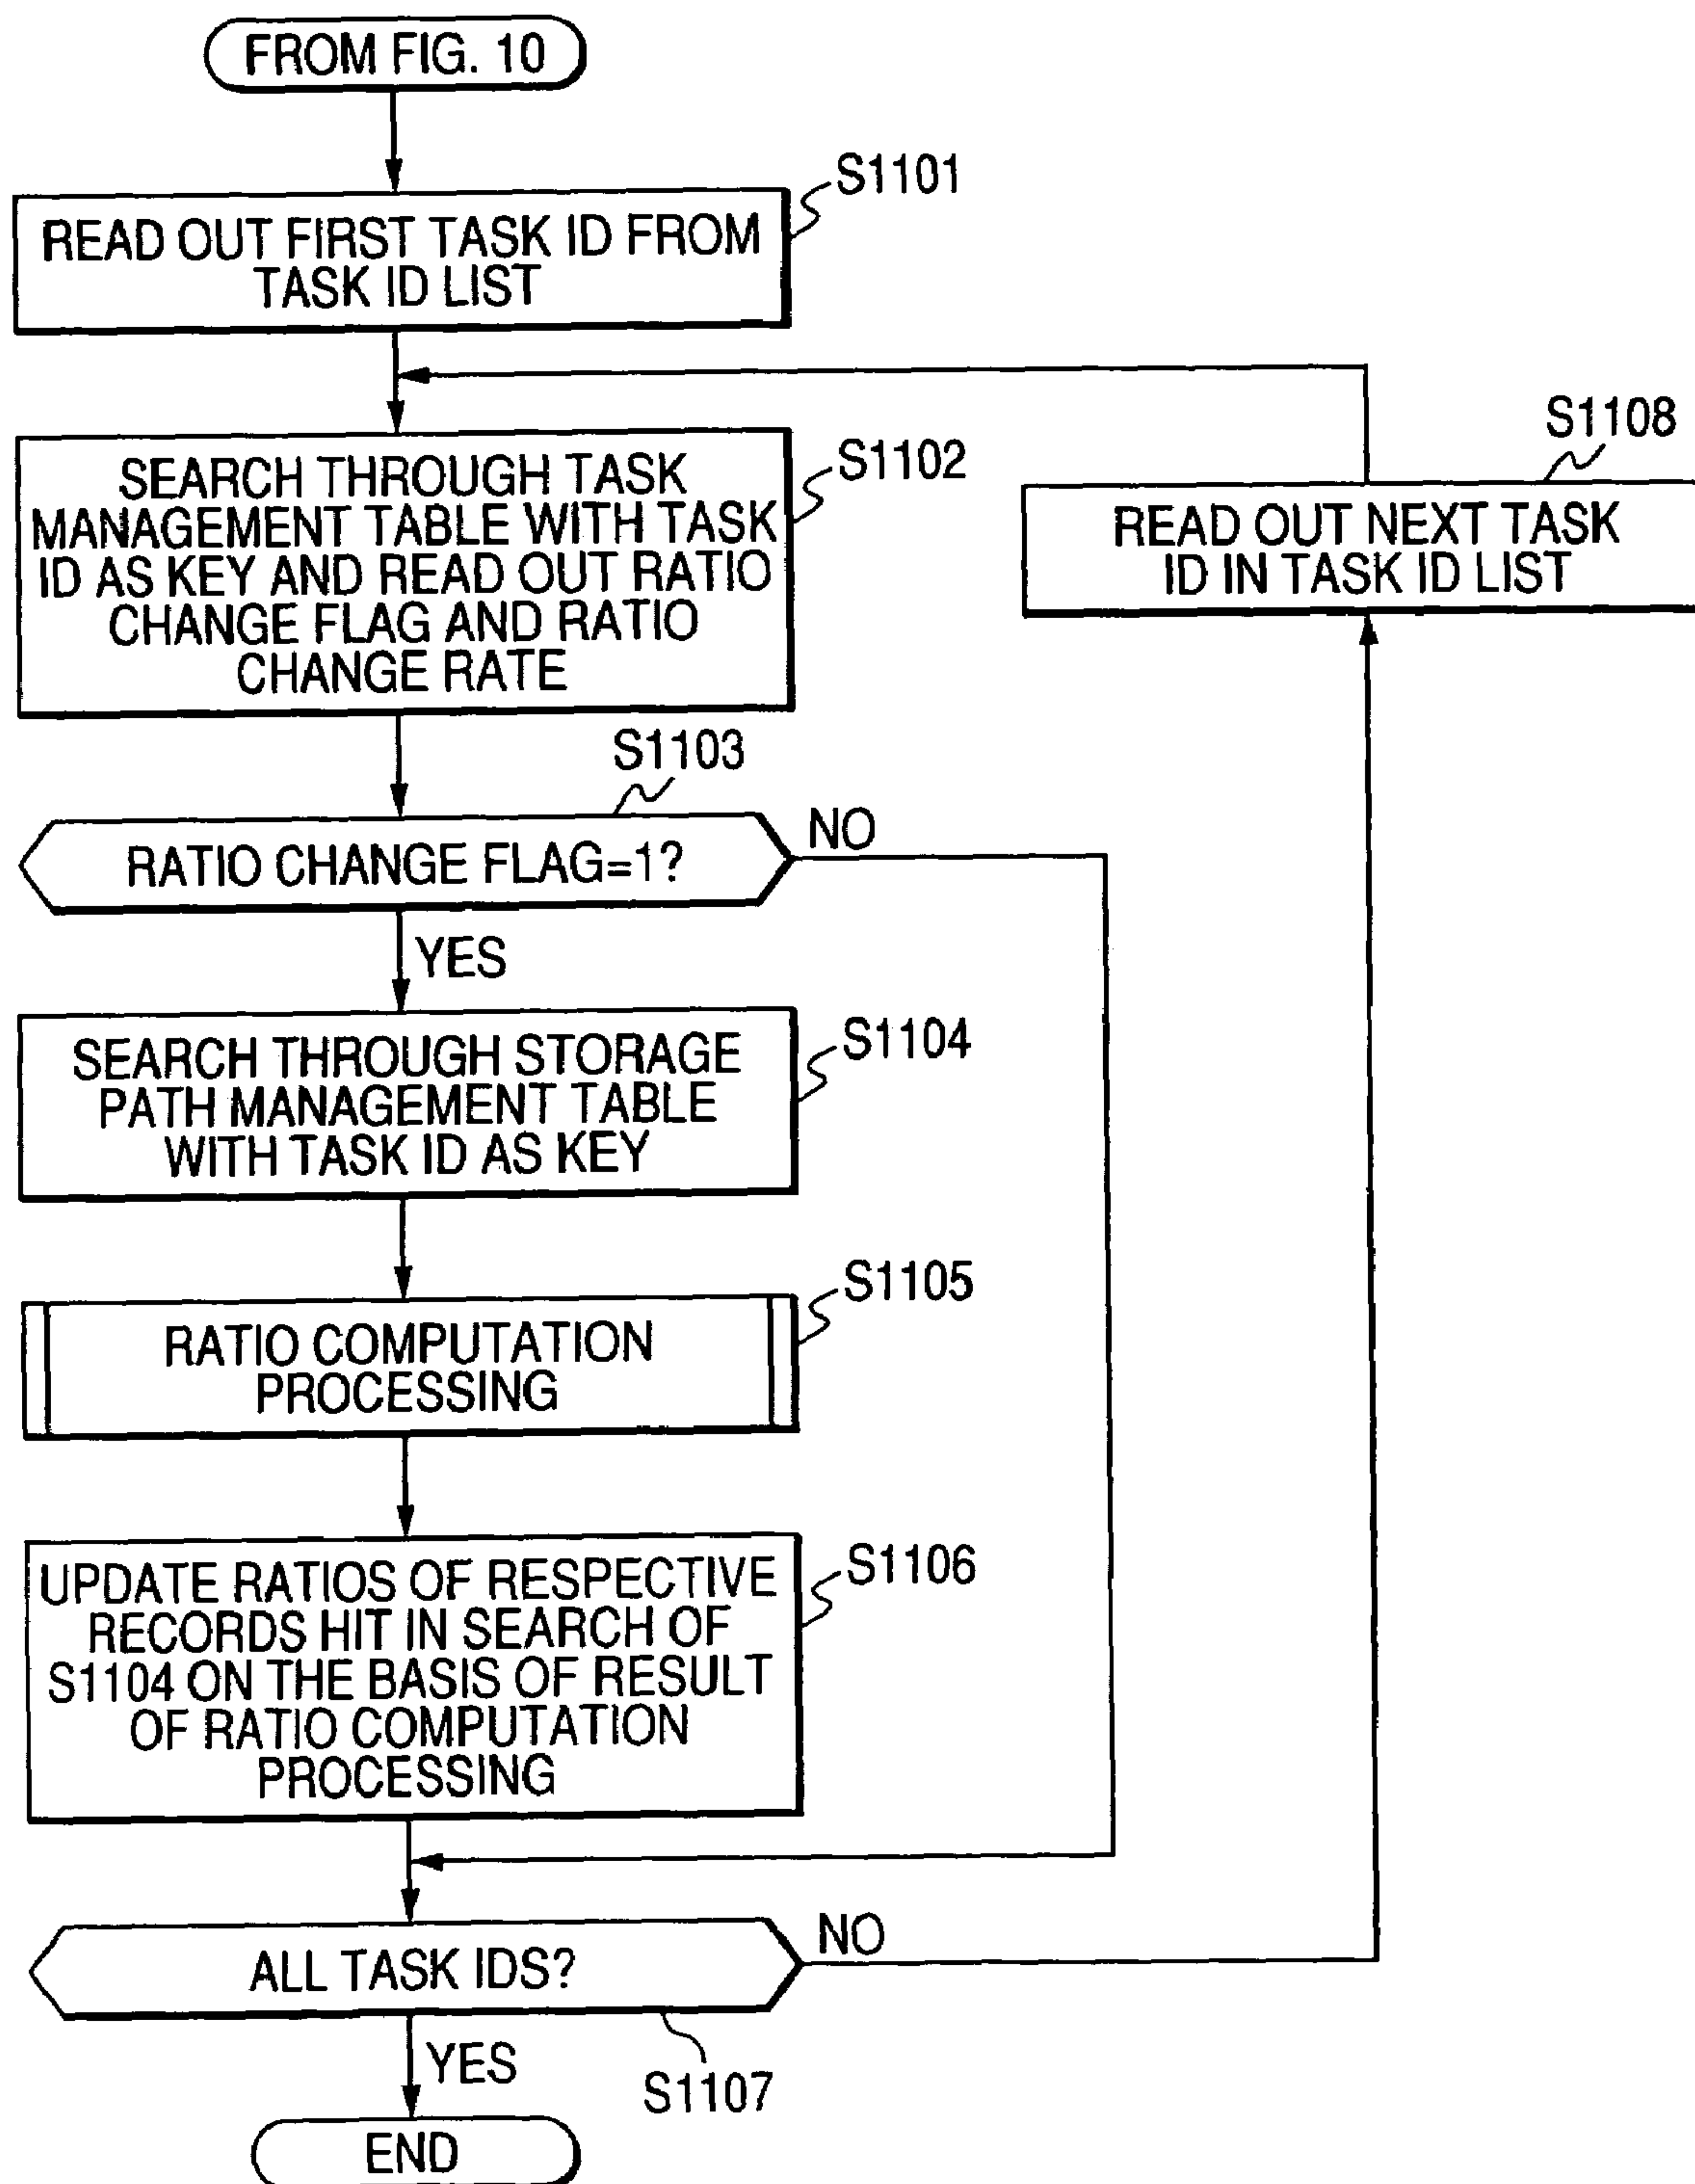 FROM FIG. 10
S1101
READ OUT FIRST TASK ID FROM
TASK ID LIST
S1102
SEARCH THROUGH TASK
MANAGEMENT TABLE WITH TASK
ID AS KEY AND READ OUT RATIO
CHANGE FLAG AND RATIO
CHANGE RATE
S1108
READ OUT NEXT TASK
ID IN TASK ID LIST
S1103
RATIO CHANGE FLAG=1?
NO
YES
S1104
SEARCH THROUGH STORAGE
PATH MANAGEMENT TABLE
WITH TASK ID AS KEY
S1105
RATIO COMPUTATION
PROCESSING
S1106
UPDATE RATIOS OF RESPECTIVE
RECORDS HIT IN SEARCH OF
S1104 ON THE BASIS OF RESULT
OF RATIO COMPUTATION
PROCESSING
ALL TASK IDS?
NO
YES
S1107
END